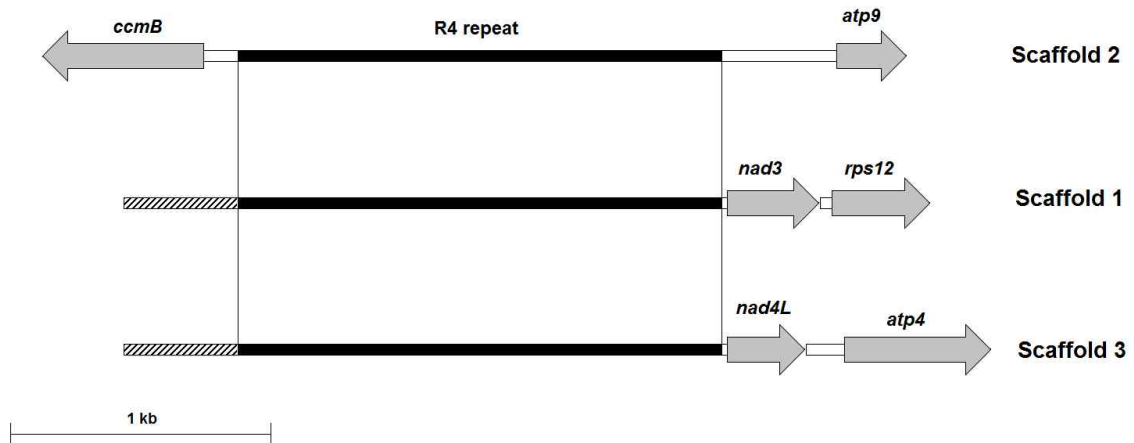 ccmB
R4 repeat
atp9
Scaffold 2
nad3
rps12
Scaffold 1
nad4L
atp4
Scaffold 3
1 kb